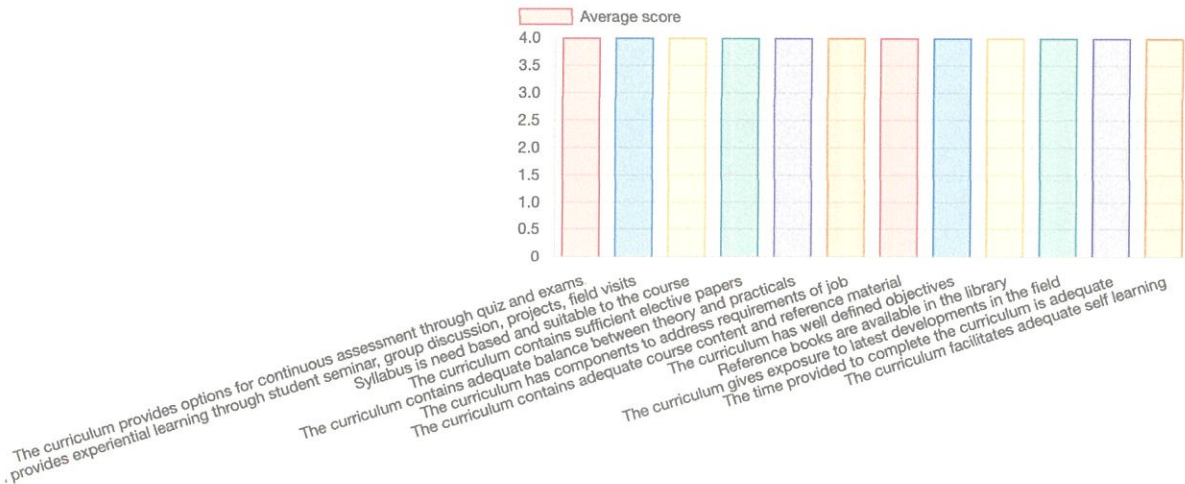 Average score
4.0
3.5
3.0
2.5
2.0
1.5
1.0
0.5
0
The curriculum provides options for continuous assessment through quiz and exams
provides experiential learning through student seminar, group discussion, projects, field visits
Syllabus is need based and suitable to the course
The curriculum contains sufficient elective papers
The curriculum contains adequate balance between theory and practicals
The curriculum has components to address requirements of job
The curriculum contains adequate course content and reference material
The curriculum has well defined objectives
Reference books are available in the library
The curriculum gives exposure to latest developments in the field
The time provided to complete the curriculum is adequate
The curriculum facilitates adequate self learning